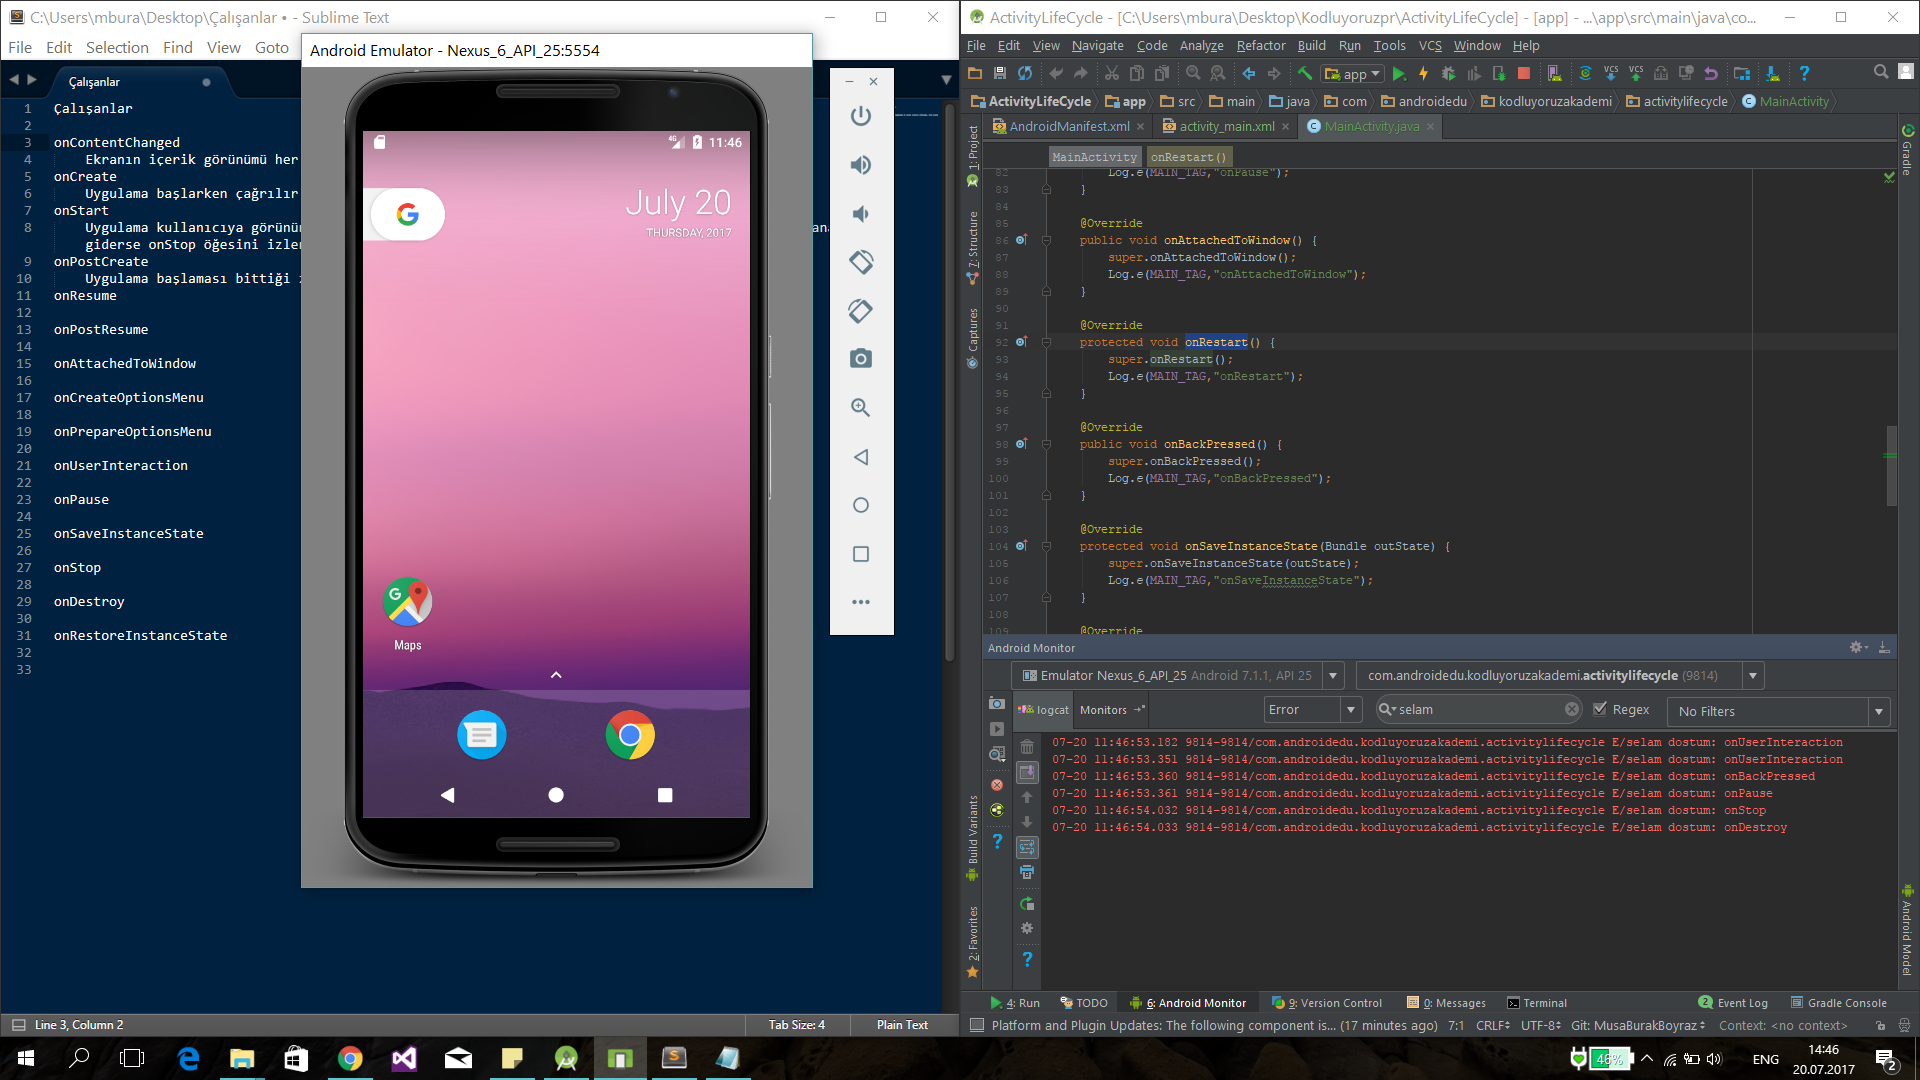 C:\Users\mbura\Desktop\Çalışanlar • - Sublime Text
File Edit Selection Find View Goto
Çalışanlar
1 Çalışanlar
2
3 onContentChanged
4 Ekranın içerik görünümü her
5 onCreate
6 Uygulama başlarken çağrılır
7 onStart
8 Uygulama kullanıcıya görünür
giderse onStop öğesini izler
9 onPostCreate
10 Uygulama başlaması bittiği
11 onResume
12
13 onPostResume
14
15 onAttachedToWindow
16
17 onCreateOptionsMenu
18
19 onPrepareOptionsMenu
20
21 onUserInteraction
22
23 onPause
24
25 onSaveInstanceState
26
27 onStop
28
29 onDestroy
30
31 onRestoreInstanceState
32
33
Line 3, Column 2 Tab Size: 4 Plain Text
Android Emulator - Nexus_6_API_25:5554
4G 11:46
G
July 20
THURSDAY, 2017
Maps
ActivityLifeCycle - [C:\Users\mbura\Desktop\Kodluyoruzpr\ActivityLifeCycle] - [app] - ...\app\src\main\java\co...
File Edit View Navigate Code Analyze Refactor Build Run Tools VCS Window Help
app
VCS VCS
ActivityLifeCycle app src main java com androidedu kodluyoruzakademi activitylifecycle MainActivity
AndroidManifest.xml activity_main.xml MainActivity.java
MainActivity onRestart()
82 Log.e(MAIN_TAG,"onPause");
83 }
84
85 @Override
86 public void onAttachedToWindow() {
87 super.onAttachedToWindow();
88 Log.e(MAIN_TAG,"onAttachedToWindow");
89 }
90
91 @Override
92 protected void onRestart() {
93 super.onRestart();
94 Log.e(MAIN_TAG,"onRestart");
95 }
96
97 @Override
98 public void onBackPressed() {
99 super.onBackPressed();
100 Log.e(MAIN_TAG,"onBackPressed");
101 }
102
103 @Override
104 protected void onSaveInstanceState(Bundle outState) {
105 super.onSaveInstanceState(outState);
106 Log.e(MAIN_TAG,"onSaveInstanceState");
107 }
108
109 @Override
1: Project
7: Structure
Captures
Build Variants
2: Favorites
Gradle
Android Model
Android Monitor
Emulator Nexus_6_API_25 Android 7.1.1, API 25 com.androidedu.kodluyoruzakademi.activitylifecycle (9814)
logcat Monitors Error selam Regex No Filters
07-20 11:46:53.182 9814-9814/com.androidedu.kodluyoruzakademi.activitylifecycle E/selam dostum: onUserInteraction
07-20 11:46:53.351 9814-9814/com.androidedu.kodluyoruzakademi.activitylifecycle E/selam dostum: onUserInteraction
07-20 11:46:53.360 9814-9814/com.androidedu.kodluyoruzakademi.activitylifecycle E/selam dostum: onBackPressed
07-20 11:46:53.361 9814-9814/com.androidedu.kodluyoruzakademi.activitylifecycle E/selam dostum: onPause
07-20 11:46:54.032 9814-9814/com.androidedu.kodluyoruzakademi.activitylifecycle E/selam dostum: onStop
07-20 11:46:54.033 9814-9814/com.androidedu.kodluyoruzakademi.activitylifecycle E/selam dostum: onDestroy
4: Run TODO 6: Android Monitor 9: Version Control 0: Messages Terminal 2 Event Log Gradle Console
Platform and Plugin Updates: The following component is... (17 minutes ago) 7:1 CRLF UTF-8 Git: MusaBurakBoyraz Context: <no context>
46% ENG 14:46
20.07.2017
2